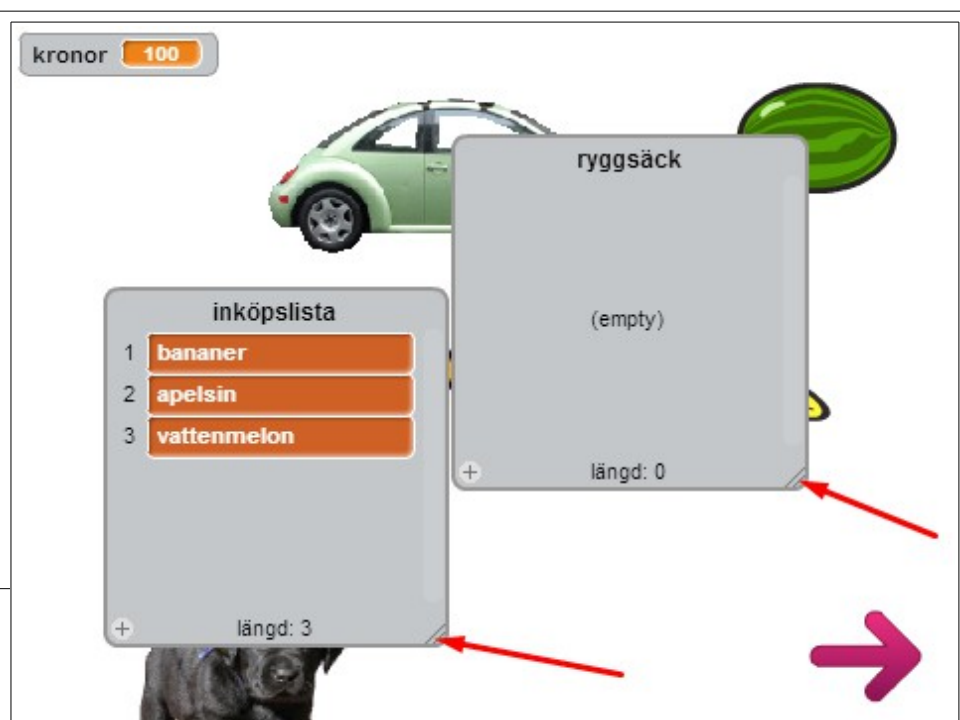 kronor 100
ryggsäck
(empty)
längd: 0
inköpslista
1 bananer
2 apelsin
3 vattenmelon
längd: 3